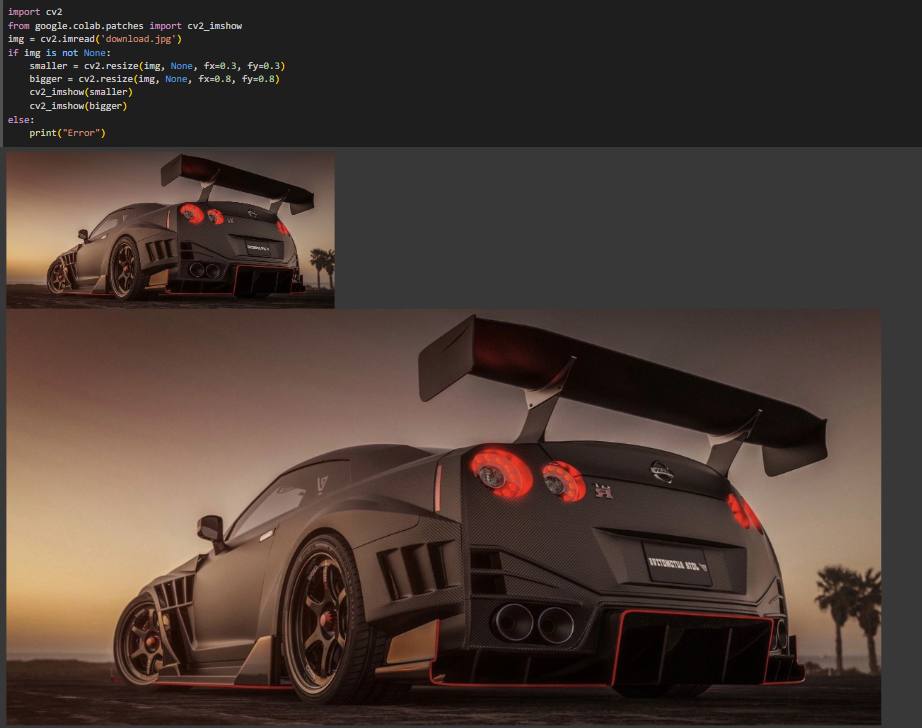 import cv2
from google.colab.patches import cv2_imshow
img = cv2.imread('download.jpg')
if img is not None:
    smaller = cv2.resize(img, None, fx=0.3, fy=0.3)
    bigger = cv2.resize(img, None, fx=0.8, fy=0.8)
    cv2_imshow(smaller)
    cv2_imshow(bigger)
else:
    print("Error")